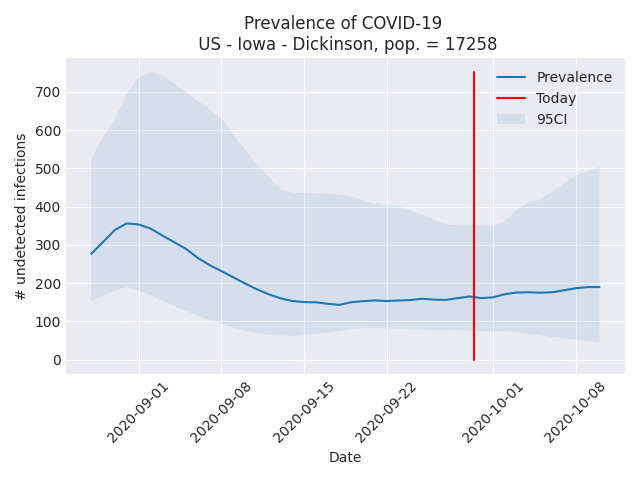 Prevalence of COVID-19
US - Iowa - Dickinson, pop. = 17258
Prevalence
Today
95CI
# undetected infections
700
600
500
400
300
200
100
0
2020-09-01
2020-09-08
2020-09-15
2020-09-22
2020-10-01
2020-10-08
Date